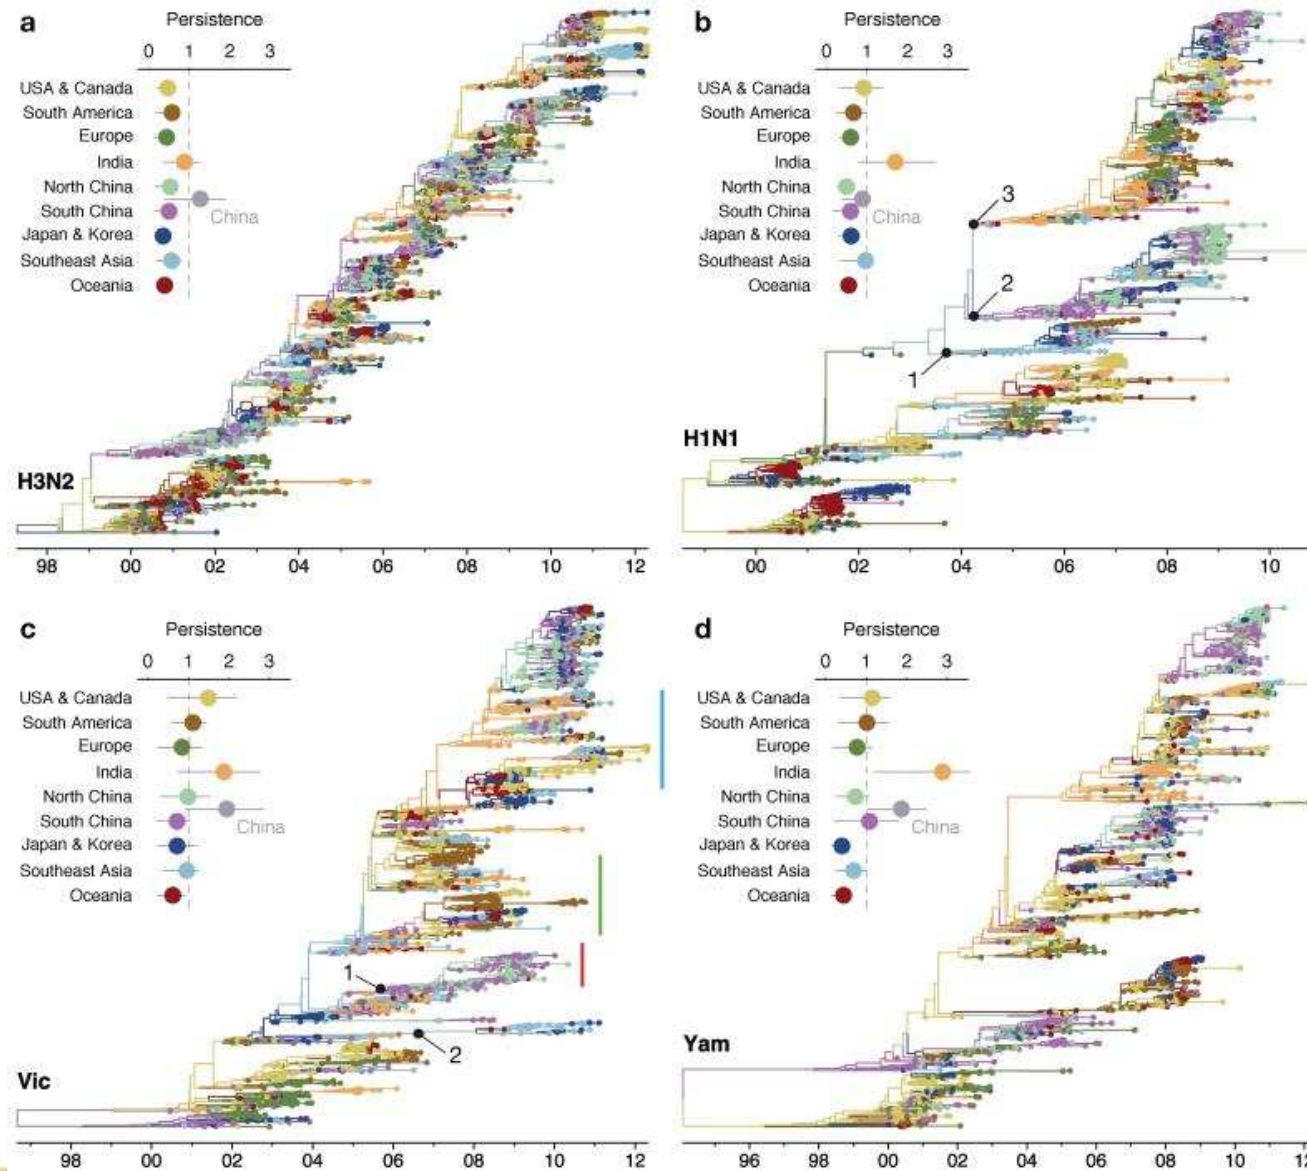 a
Persistence
0 1 2 3
USA & Canada
South America
Europe
India
North China
South China
China
Japan & Korea
Southeast Asia
Oceania
H3N2
98 00 02 04 06 08 10 12
b
Persistence
0 1 2 3
USA & Canada
South America
Europe
India
North China
South China
China
Japan & Korea
Southeast Asia
Oceania
3
2
1
H1N1
00 02 04 06 08 10
c
Persistence
0 1 2 3
USA & Canada
South America
Europe
India
North China
South China
China
Japan & Korea
Southeast Asia
Oceania
1
2
Vic
98 00 02 04 06 08 10 12
d
Persistence
0 1 2 3
USA & Canada
South America
Europe
India
North China
South China
China
Japan & Korea
Southeast Asia
Oceania
Yam
96 98 00 02 04 06 08 10